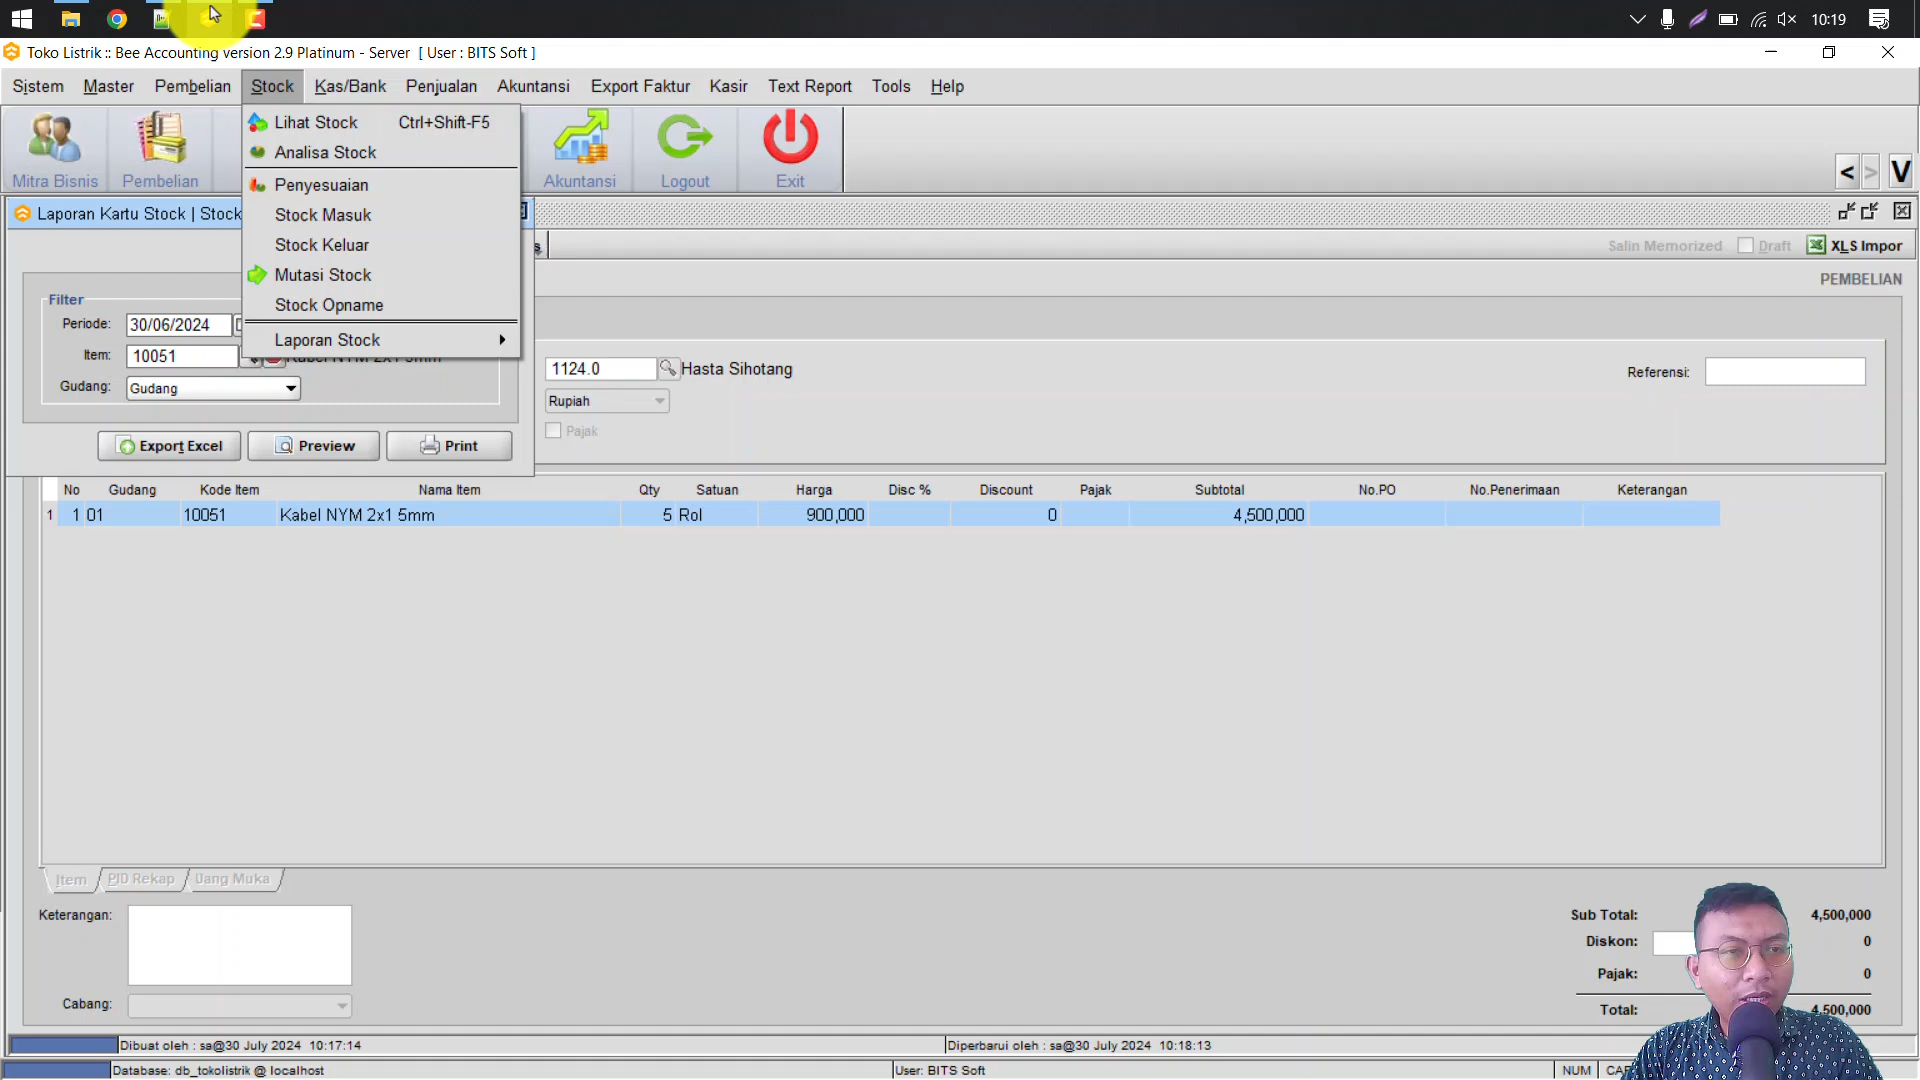 10:19
Toko Listrik :: Bee Accounting version 2.9 Platinum - Server [ User : BITS Soft ]
Sistem Master Pembelian Stock Kas/Bank Penjualan Akuntansi Export Faktur Kasir Text Report Tools Help
Lihat Stock Ctrl+Shift-F5
Analisa Stock
Penyesuaian
Stock Masuk
Stock Keluar
Mutasi Stock
Stock Opname
Laporan Stock
Mitra Bisnis Pembelian Akuntansi Logout Exit
< > V
Laporan Kartu Stock | Stock
Salin Memorized Draft XLS Impor
PEMBELIAN
Filter
Periode: 30/06/2024
Item: 10051
Gudang: Gudang
Export Excel Preview Print
1124.0 Hasta Sihotang
Rupiah
Pajak
Referensi:
No Gudang Kode Item Nama Item Qty Satuan Harga Disc % Discount Pajak Subtotal No.PO No.Penerimaan Keterangan
1 1 01 10051 Kabel NYM 2x1 5mm 5 Rol 900,000 0 4,500,000
Item PID Rekap Uang Muka
Keterangan:
Cabang:
Sub Total: 4,500,000
Diskon: 0
Pajak: 0
Total: 4,500,000
Dibuat oleh : sa@30 July 2024 10:17:14 Diperbarui oleh : sa@30 July 2024 10:18:13
Database: db_tokolistrik @ localhost User: BITS Soft NUM